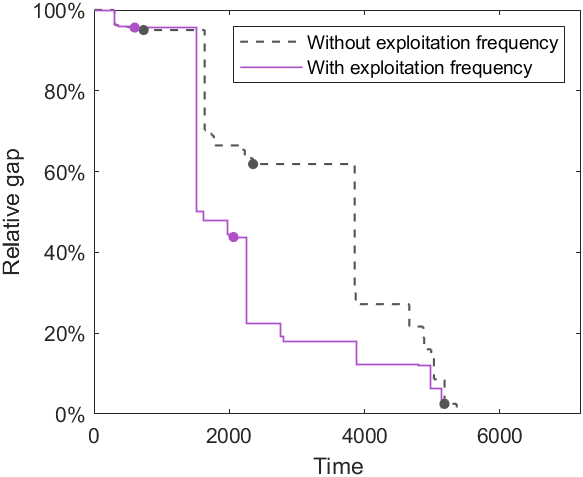 100%
80%
60%
40%
20%
0%
Relative gap
Without exploitation frequency
With exploitation frequency
0 2000 4000 6000
Time